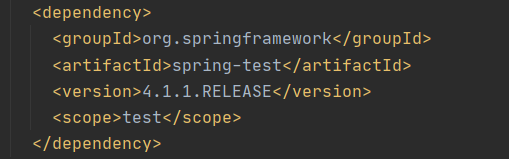 <dependency>
<groupId>org.springframework</groupId>
<artifactId>spring-test</artifactId>
<version>4.1.1.RELEASE</version>
<scope>test</scope>
</dependency>